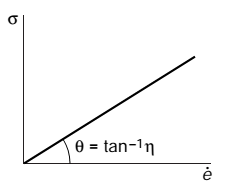 σ
θ = tan⁻¹η
ė